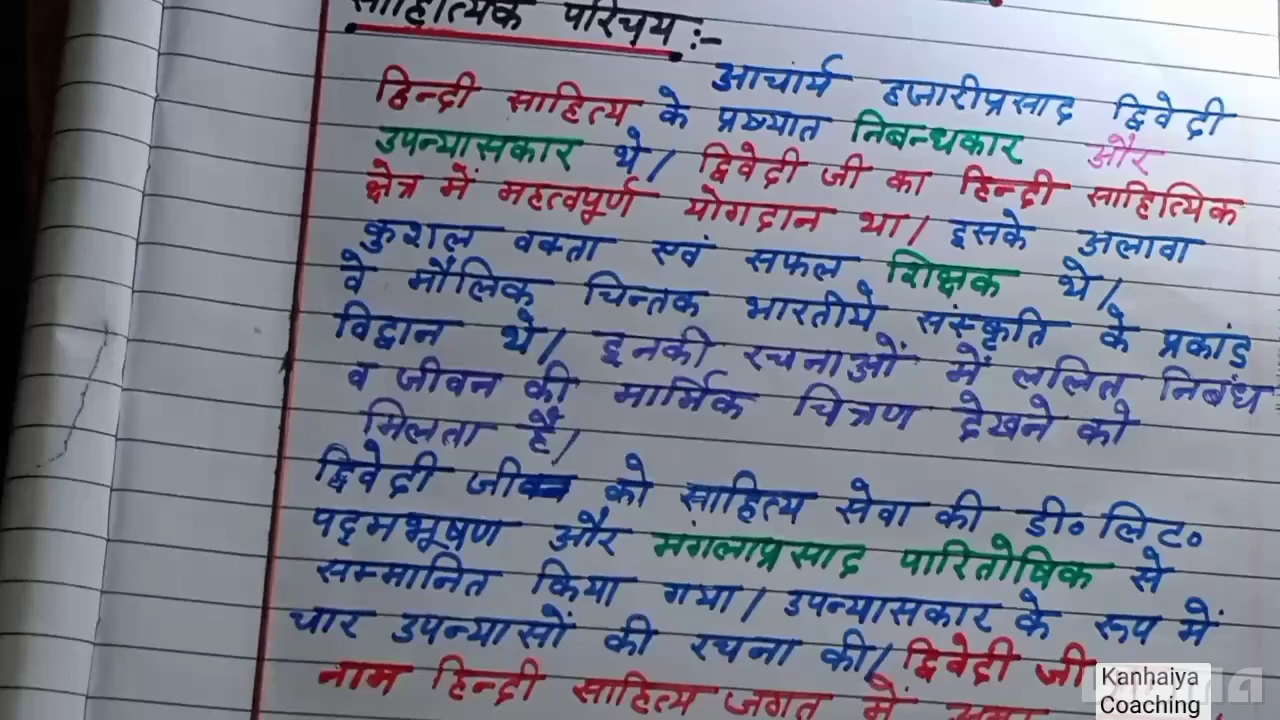 साहित्यिक परिचय :-
आचार्य हजारीप्रसाद द्विवेदी
हिन्दी साहित्य के प्रख्यात निबन्धकार और
उपन्यासकार थे। द्विवेदी जी का हिन्दी साहित्यिक
क्षेत्र में महत्वपूर्ण योगदान था। इसके अलावा
कुशल वक्ता एवं सफल शिक्षक थे।
वे मौलिक चिन्तक भारतीये संस्कृति के प्रकांड
विद्वान थे। इनकी रचनाओं में ललित निबंध
व जीवन की मार्मिक चित्रण देखने को
मिलता है।
द्विवेदी जी को साहित्य सेवा की डी० लिट०
पद्मभूषण और मंगलाप्रसाद पारितोषिक से
सम्मानित किया गया। उपन्यासकार के रूप में
चार उपन्यासों की रचना की। द्विवेदी जी
नाम हिन्दी साहित्य जगत में
Kanhaiya
Coaching